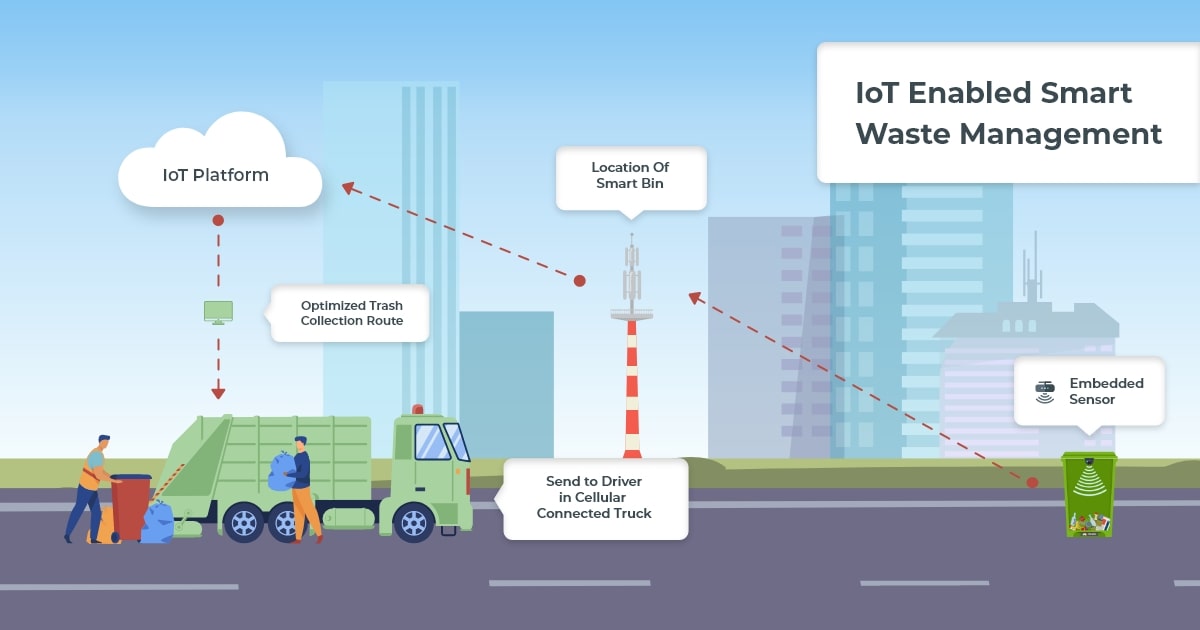 IoT Enabled Smart
Waste Management
IoT Platform
Location Of
Smart Bin
Optimized Trash
Collection Route
Embedded
Sensor
Send to Driver
in Cellular
Connected Truck